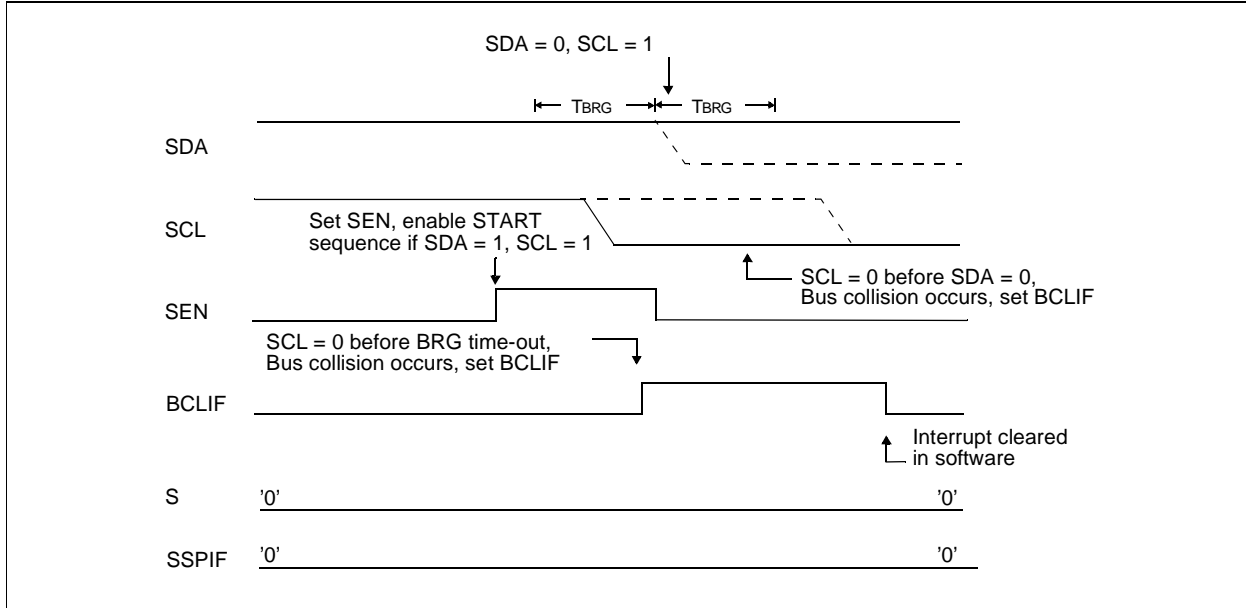 SDA = 0, SCL = 1
TBRG TBRG
SDA
SCL
Set SEN, enable START
sequence if SDA = 1, SCL = 1
SCL = 0 before SDA = 0,
Bus collision occurs, set BCLIF
SEN
SCL = 0 before BRG time-out,
Bus collision occurs, set BCLIF
BCLIF
Interrupt cleared
in software
S '0' '0'
SSPIF '0' '0'